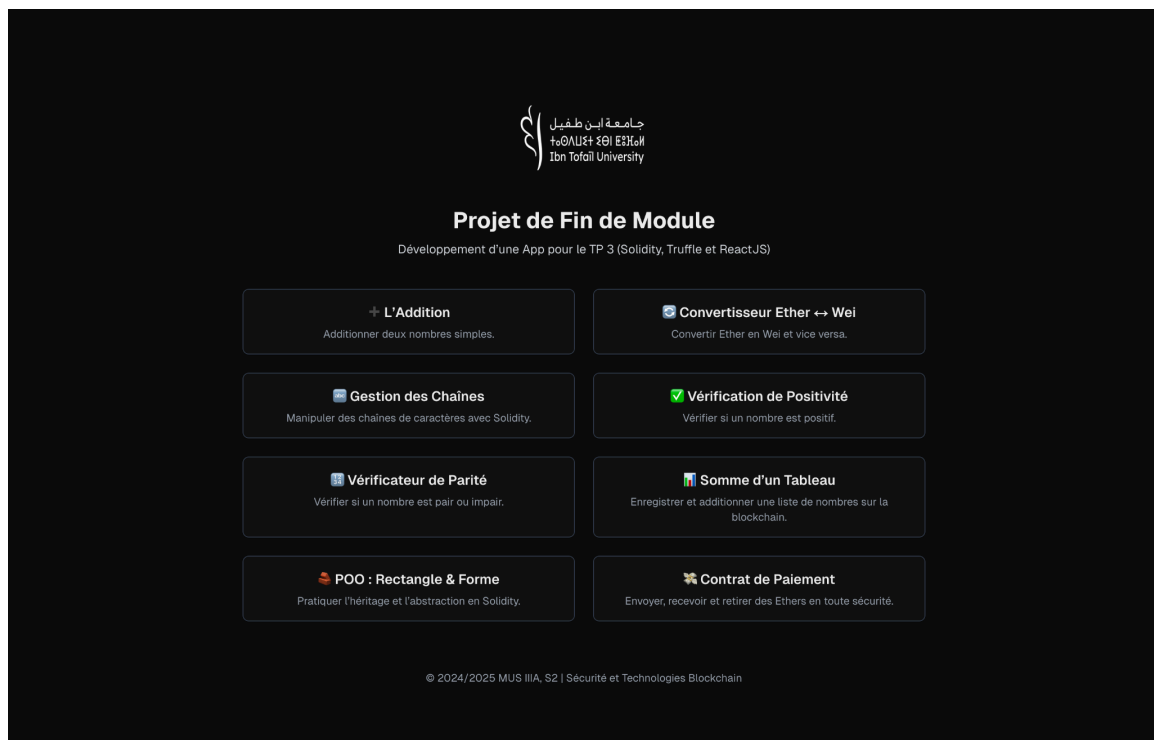 جامعة ابن طفيل
ⵜⴰⵙⴷⴰⵡⵉⵜ ⵉⴱⵏ ⵟⵓⴼⴰⵢⵍ
Ibn Tofaïl University
Projet de Fin de Module
Développement d’une App pour le TP 3 (Solidity, Truffle et ReactJS)
➕ L’Addition
Additionner deux nombres simples.
🔄 Convertisseur Ether ↔ Wei
Convertir Ether en Wei et vice versa.
🔤 Gestion des Chaînes
Manipuler des chaînes de caractères avec Solidity.
✅ Vérification de Positivité
Vérifier si un nombre est positif.
🔢 Vérificateur de Parité
Vérifier si un nombre est pair ou impair.
📊 Somme d’un Tableau
Enregistrer et additionner une liste de nombres sur la
blockchain.
🧱 POO : Rectangle & Forme
Pratiquer l’héritage et l’abstraction en Solidity.
💸 Contrat de Paiement
Envoyer, recevoir et retirer des Ethers en toute sécurité.
© 2024/2025 MUS IIIA, S2 | Sécurité et Technologies Blockchain